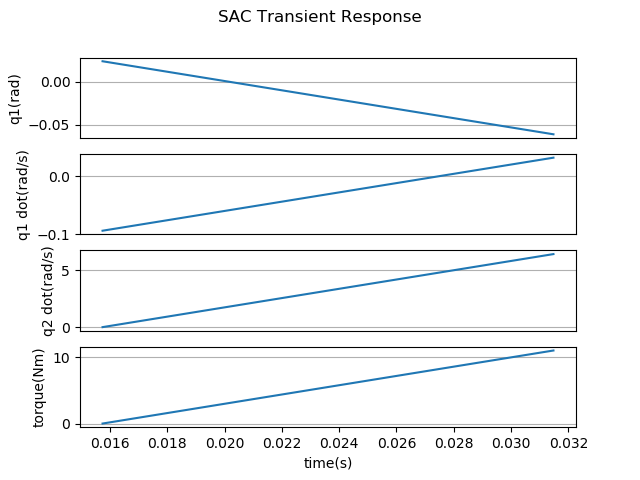 SAC Transient Response
q1(rad)
0.00
−0.05
q1 dot(rad/s)
0.0
−0.1
q2 dot(rad/s)
5
0
torque(Nm)
10
0
0.016 0.018 0.020 0.022 0.024 0.026 0.028 0.030 0.032
time(s)